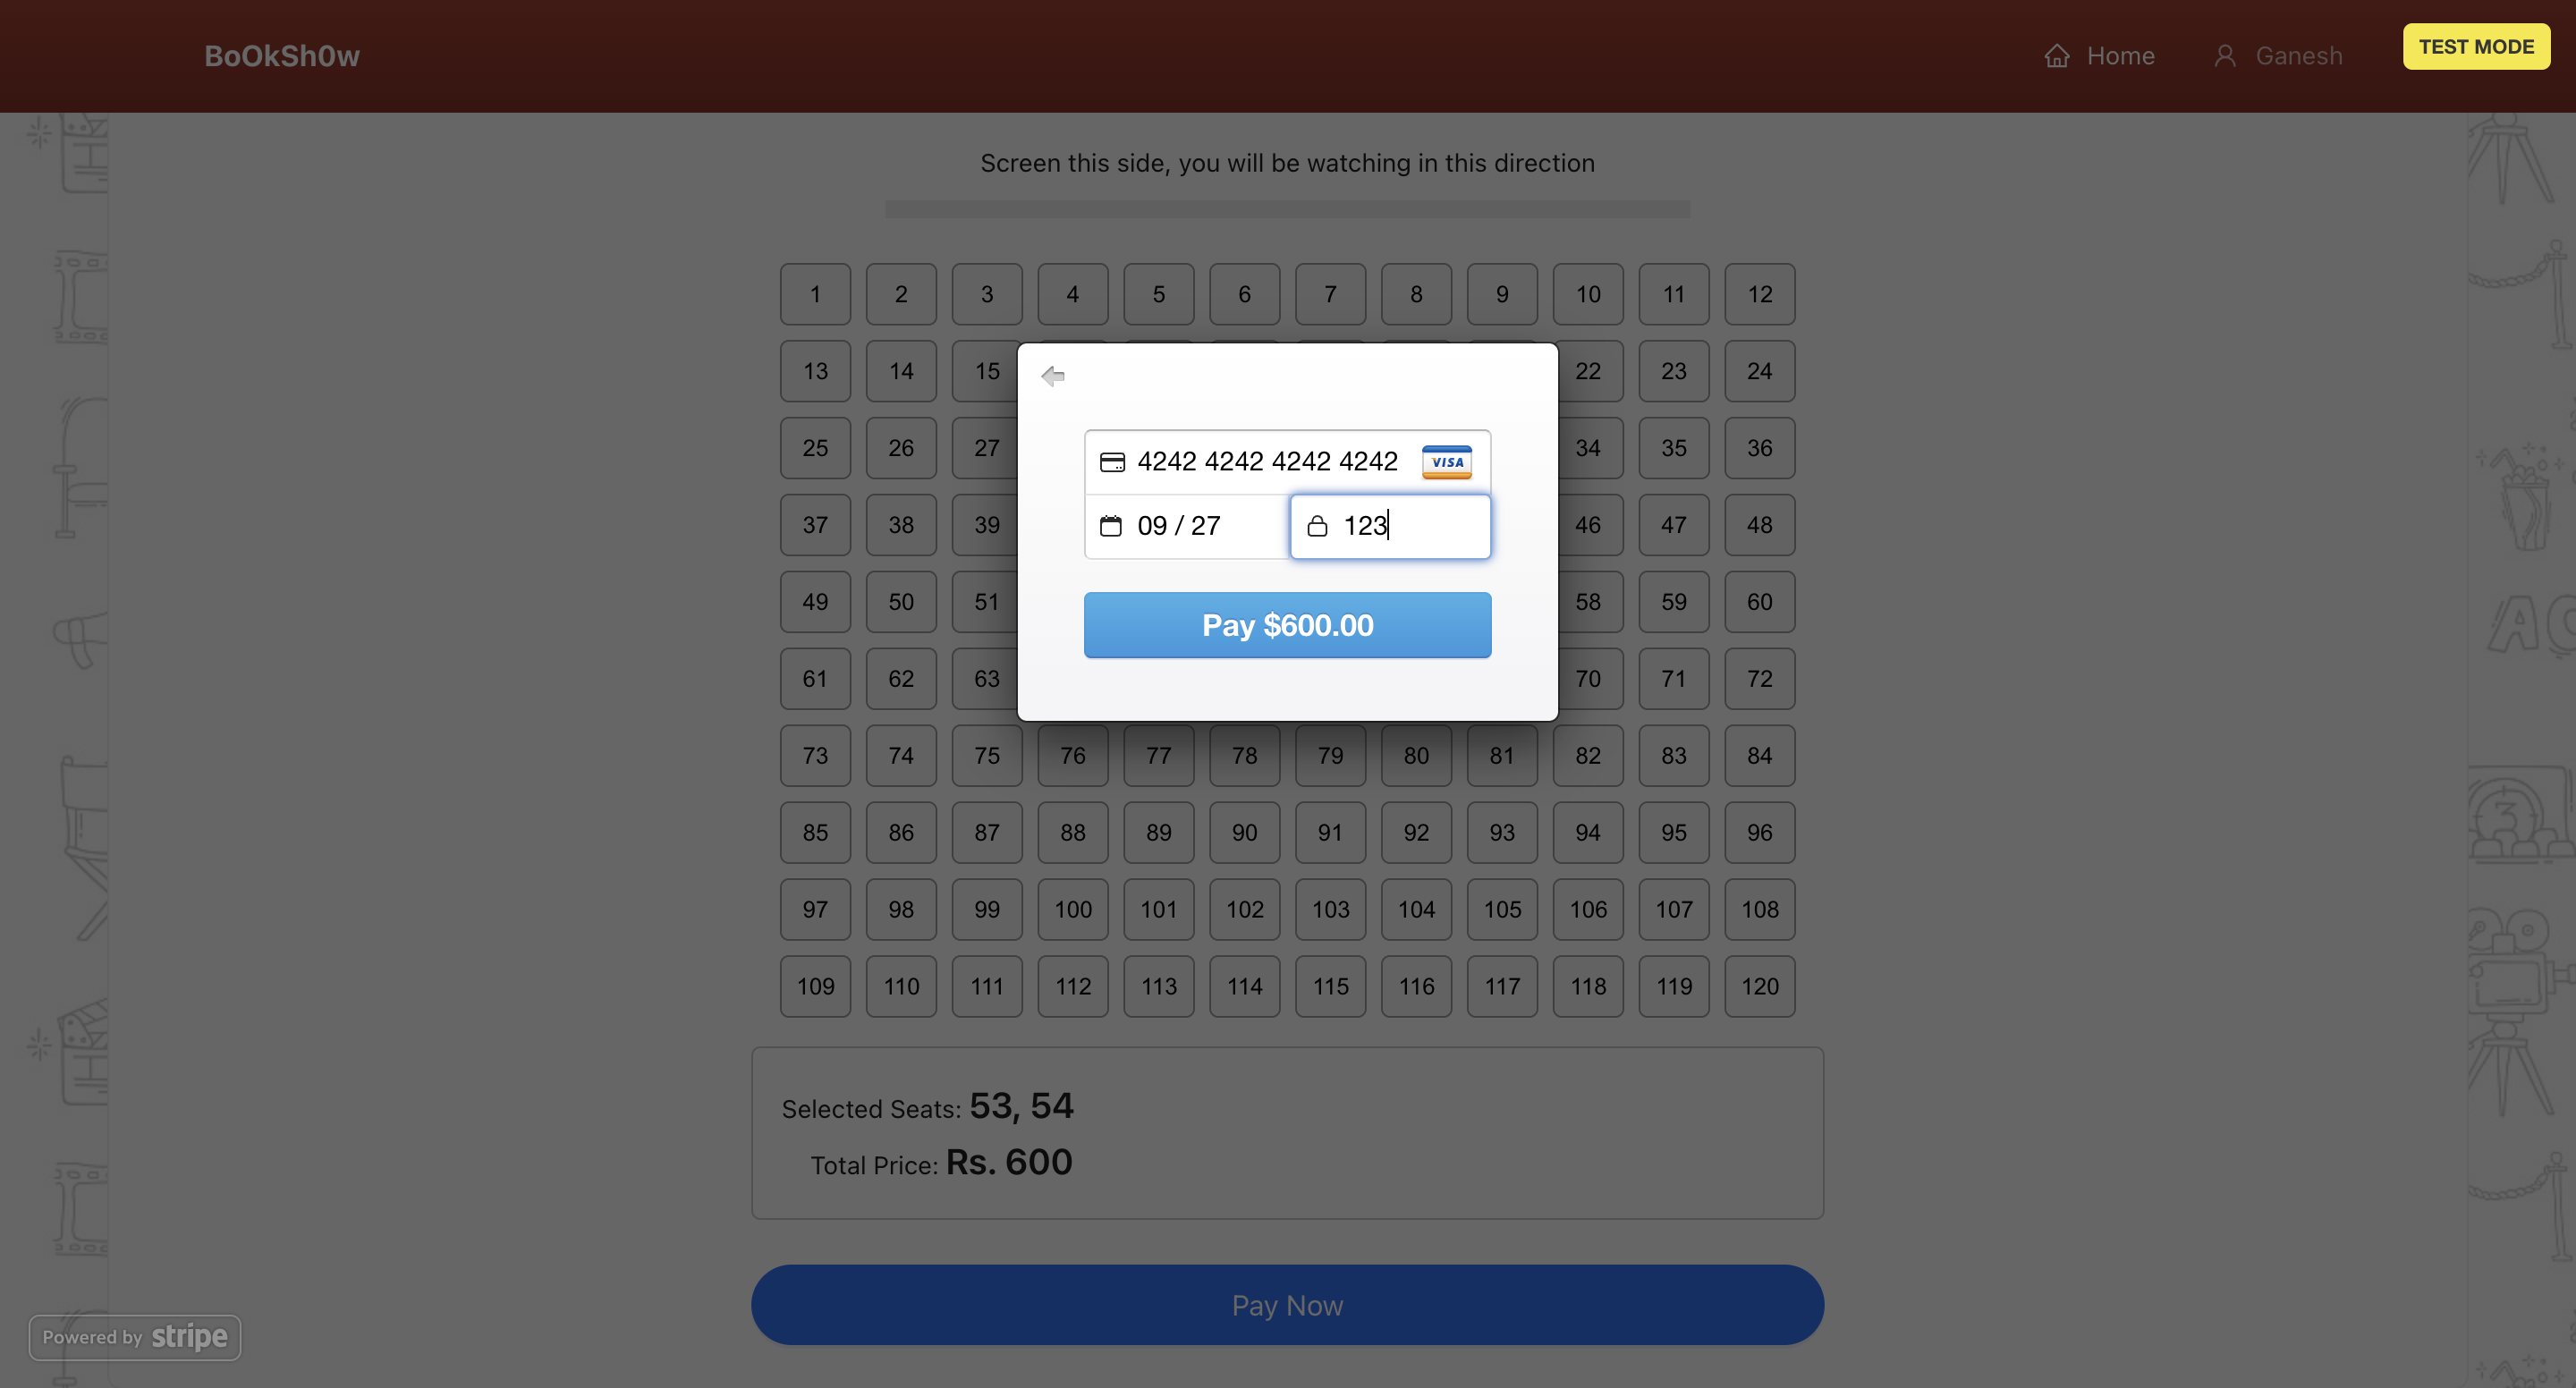 BoOkSh0w
Home
Ganesh
TEST MODE
Screen this side, you will be watching in this direction
1 2 3 4 5 6 7 8 9 10 11 12
13 14 15 22 23 24
25 26 27 34 35 36
37 38 39 46 47 48
49 50 51 58 59 60
61 62 63 70 71 72
73 74 75 76 77 78 79 80 81 82 83 84
85 86 87 88 89 90 91 92 93 94 95 96
97 98 99 100 101 102 103 104 105 106 107 108
109 110 111 112 113 114 115 116 117 118 119 120
4242 4242 4242 4242 VISA
09 / 27 123
Pay $600.00
Selected Seats: 53, 54
Total Price: Rs. 600
Pay Now
Powered by stripe
AC
3